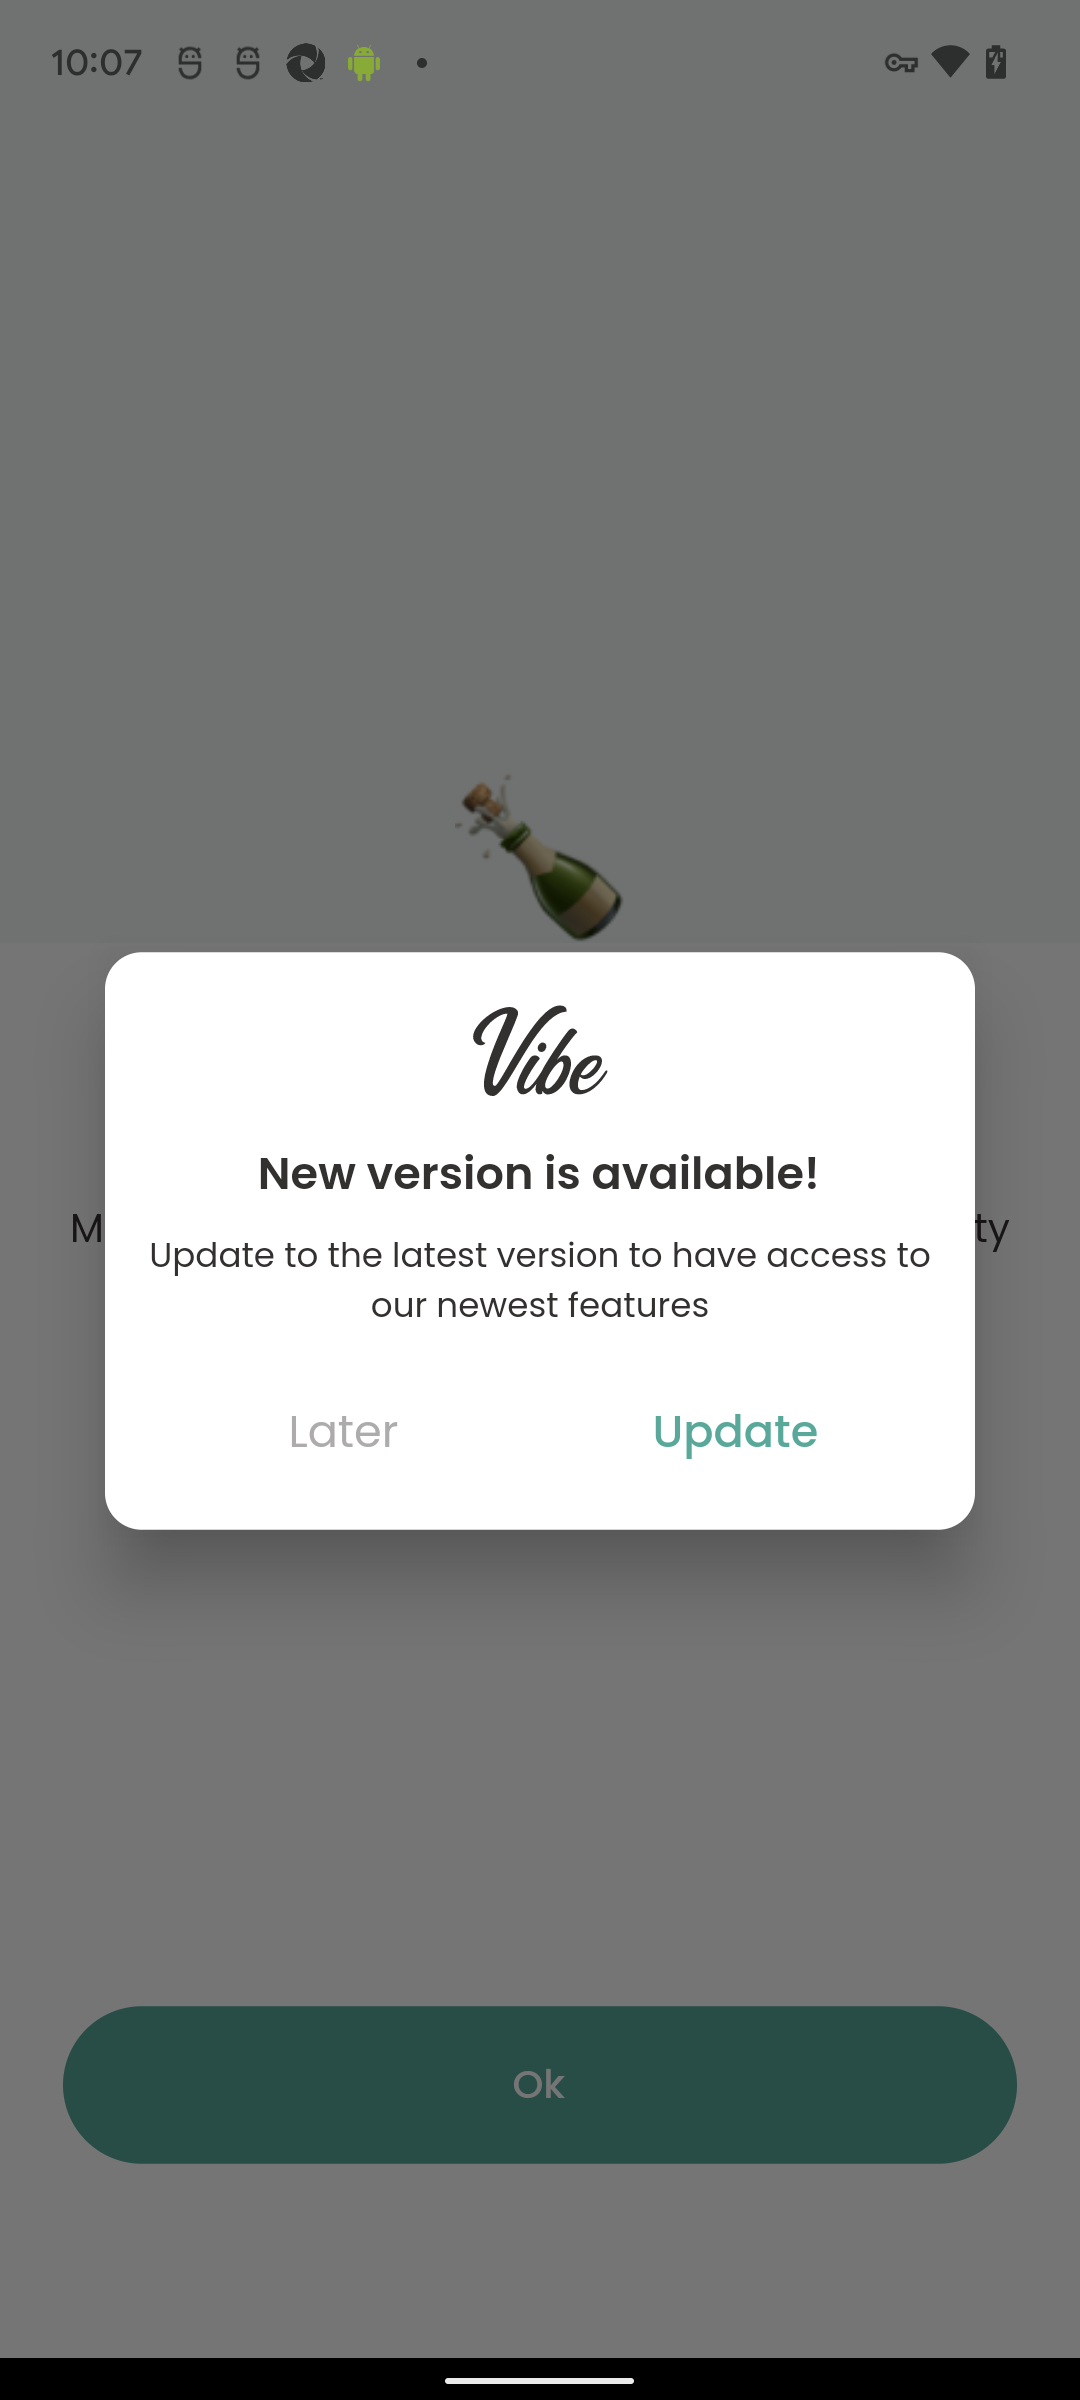 10:07
Vibe
New version is available!
Update to the latest version to have access to
our newest features
Later
Update
Ok